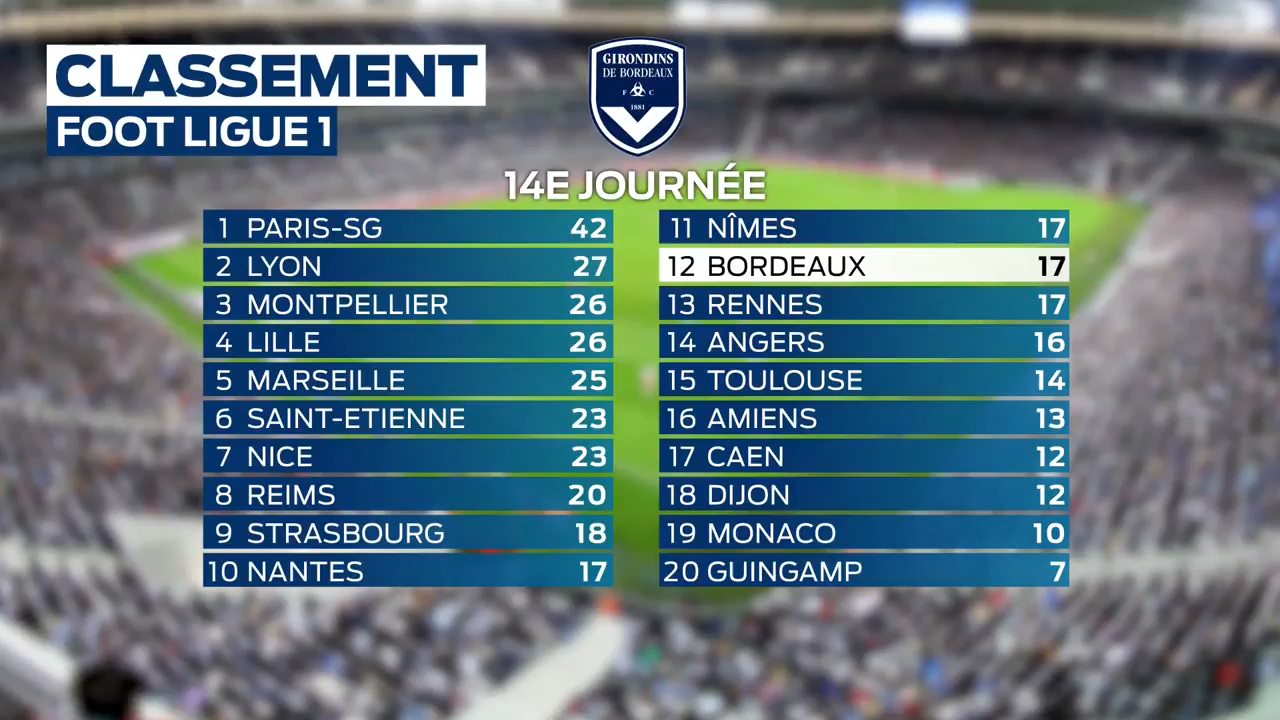 CLASSEMENT
FOOT LIGUE 1
GIRONDINS
DE BORDEAUX
F C
1881
14E JOURNÉE
1 PARIS-SG 42
2 LYON 27
3 MONTPELLIER 26
4 LILLE 26
5 MARSEILLE 25
6 SAINT-ETIENNE 23
7 NICE 23
8 REIMS 20
9 STRASBOURG 18
10 NANTES 17
11 NÎMES 17
12 BORDEAUX 17
13 RENNES 17
14 ANGERS 16
15 TOULOUSE 14
16 AMIENS 13
17 CAEN 12
18 DIJON 12
19 MONACO 10
20 GUINGAMP 7